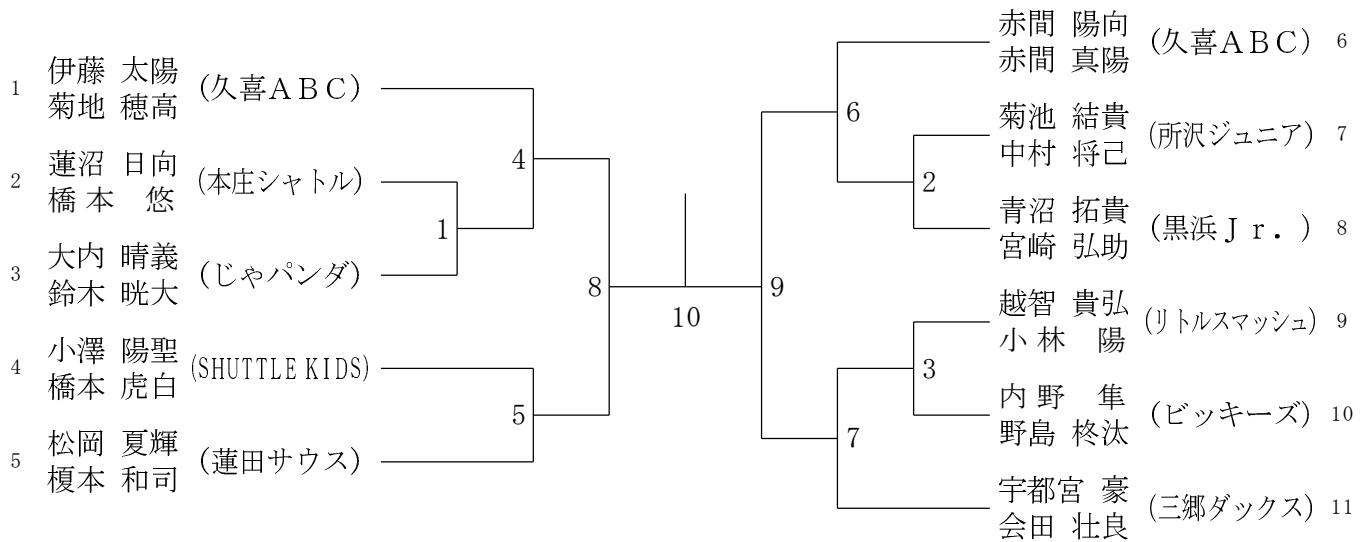 1 伊藤 太陽 (久喜ABC)
菊地 穂高
2 蓮沼 日向 (本庄シャトル)
橋本 悠
3 大内 晴義 (じゃパンダ)
鈴木 晄大
4 小澤 陽聖 (SHUTTLE KIDS)
橋本 虎白
5 松岡 夏輝 (蓮田サウス)
榎本 和司
4
1
8
5
10
赤間 陽向 (久喜ABC) 6
赤間 真陽
菊池 結貴 (所沢ジュニア) 7
中村 将己
青沼 拓貴 (黒浜Jr.) 8
宮崎 弘助
越智 貴弘 (リトルスマッシュ) 9
小林 陽
内野 隼 (ビッキーズ) 10
野島 柊汰
宇都宮 豪 (三郷ダックス) 11
会田 壮良
6
2
9
3
7